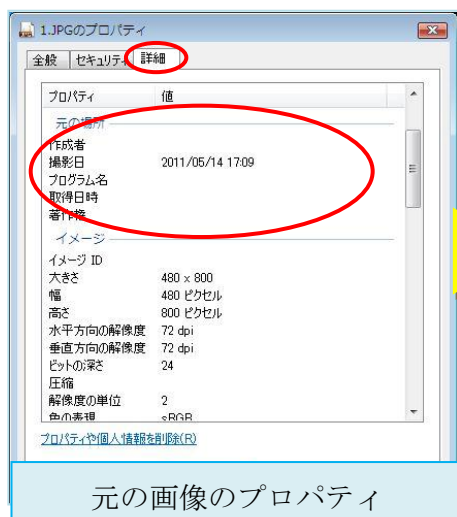 1.JPGのプロパティ
全般 セキュリティ 詳細
プロパティ 値
元の場所
作成者
撮影日 2011/05/14 17:09
プログラム名
取得日時
著作権
イメージ
イメージ ID
大きさ 480 x 800
幅 480 ピクセル
高さ 800 ピクセル
水平方向の解像度 72 dpi
垂直方向の解像度 72 dpi
ビットの深さ 24
圧縮
解像度の単位 2
色の表現 sRGB
プロパティや個人情報を削除(R)
元の画像のプロパティ